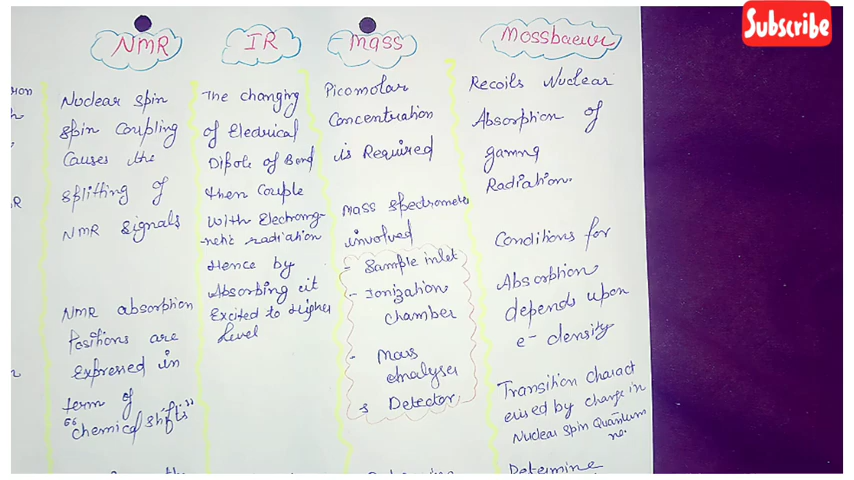 Subscribe
NMR
Nuclear spin
spin coupling
Causes the
splitting of
NMR signals
NMR absorption
Positions are
Expressed in
term of
"chemical shifts"
IR
The changing
of Electrical
Dipole of Bond
then Couple
With Electromag-
-netic radiation
Hence by
Absorbing it
Excited to Higher
level
MASS
Picomolar
Concentration
is Required
Mass spectrometer
involved
- Sample inlet
- Ionization
chamber
- Mass
analyser
Detector
Mossbaeur
Recoils Nuclear
Absorption of
gamma
Radiation.
Conditions for
Absorption
depends upon
e- density
Transition charact
erised by change in
Nuclear spin Quantum
no.
Determine